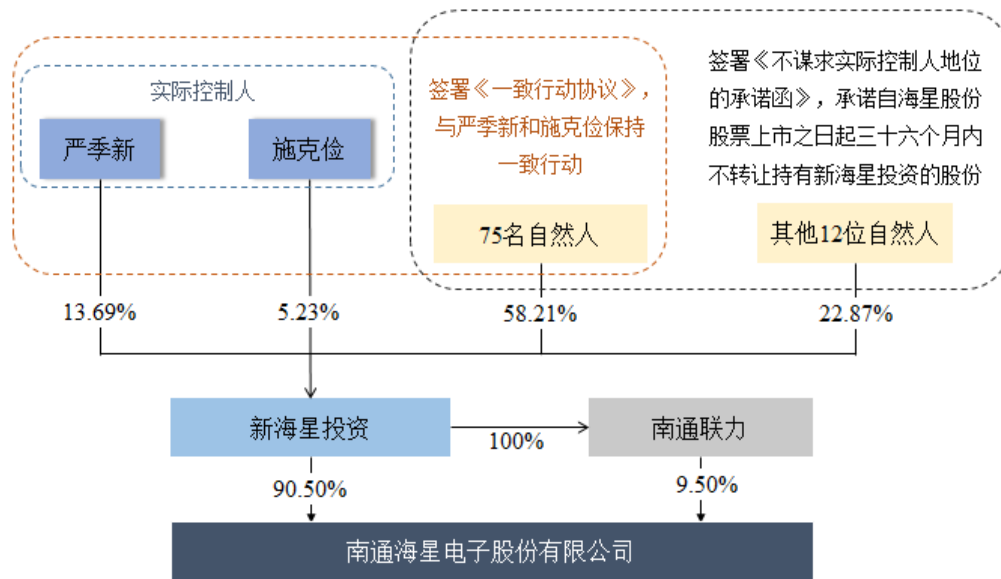 实际控制人
严季新
施克俭
签署《一致行动协议》，
与严季新和施克俭保持
一致行动
75名自然人
签署《不谋求实际控制人地位
的承诺函》，承诺自海星股份
股票上市之日起三十六个月内
不转让持有新海星投资的股份
其他12位自然人
13.69%
5.23%
58.21%
22.87%
新海星投资
100%
南通联力
90.50%
9.50%
南通海星电子股份有限公司